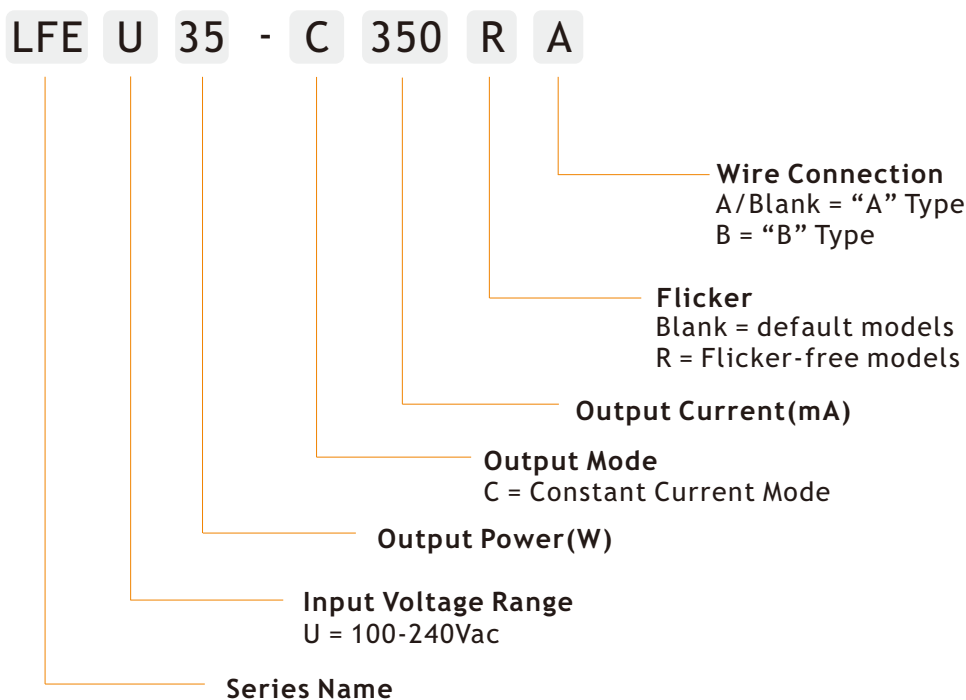 LFE U 35 - C 350 R A
Wire Connection
A/Blank = “A” Type
B = “B” Type
Flicker
Blank = default models
R = Flicker-free models
Output Current(mA)
Output Mode
C = Constant Current Mode
Output Power(W)
Input Voltage Range
U = 100-240Vac
Series Name